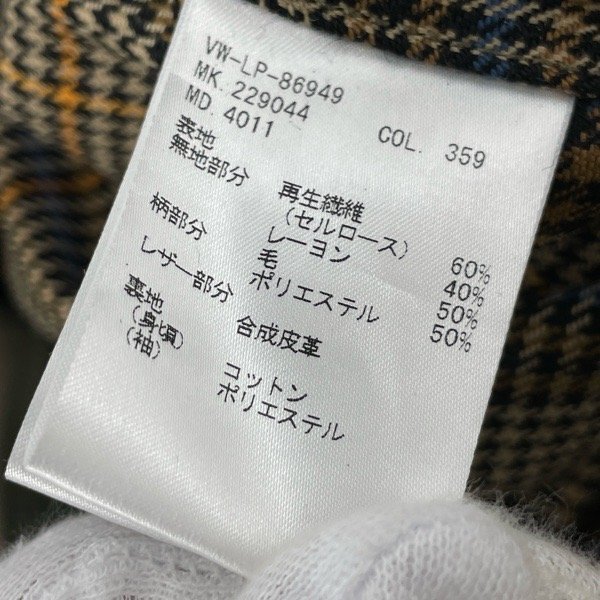 VW-LP-86949
MK. 229044
MD. 4011 COL. 359
表地
無地部分 再生繊維
(セルロース) 60%
レーヨン 40%
柄部分 毛 50%
ポリエステル 50%
レザー部分 合成皮革
裏地
(身頃) コットン
(袖) ポリエステル